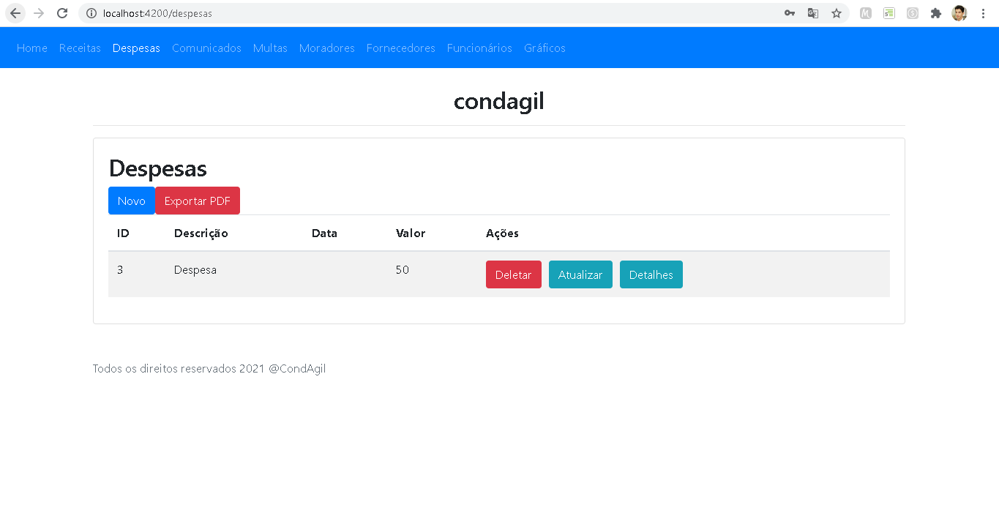 localhost:4200/despesas
Home Receitas Despesas Comunicados Multas Moradores Fornecedores Funcionários Gráficos
condagil
Despesas
Novo Exportar PDF
ID Descrição Data Valor Ações
3 Despesa 50 Deletar Atualizar Detalhes
Todos os direitos reservados 2021 @CondAgil